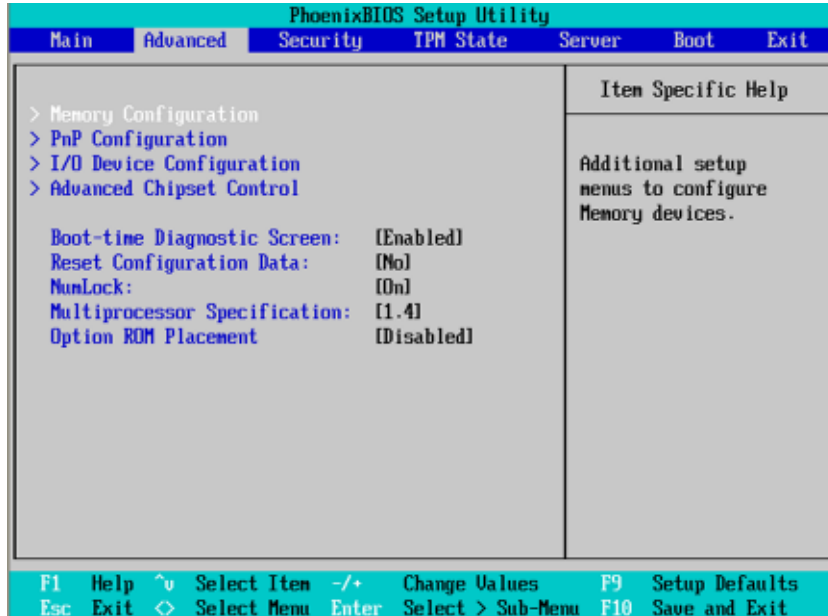 PhoenixBIOS Setup Utility
Main Advanced Security TPM State Server Boot Exit
Item Specific Help
> Memory Configuration
> PnP Configuration
> I/O Device Configuration
> Advanced Chipset Control
Additional setup
menus to configure
Memory devices.
Boot-time Diagnostic Screen: [Enabled]
Reset Configuration Data: [No]
NumLock: [On]
Multiprocessor Specification: [1.4]
Option ROM Placement [Disabled]
F1 Help ^v Select Item -/+ Change Values F9 Setup Defaults
Esc Exit <> Select Menu Enter Select > Sub-Menu F10 Save and Exit